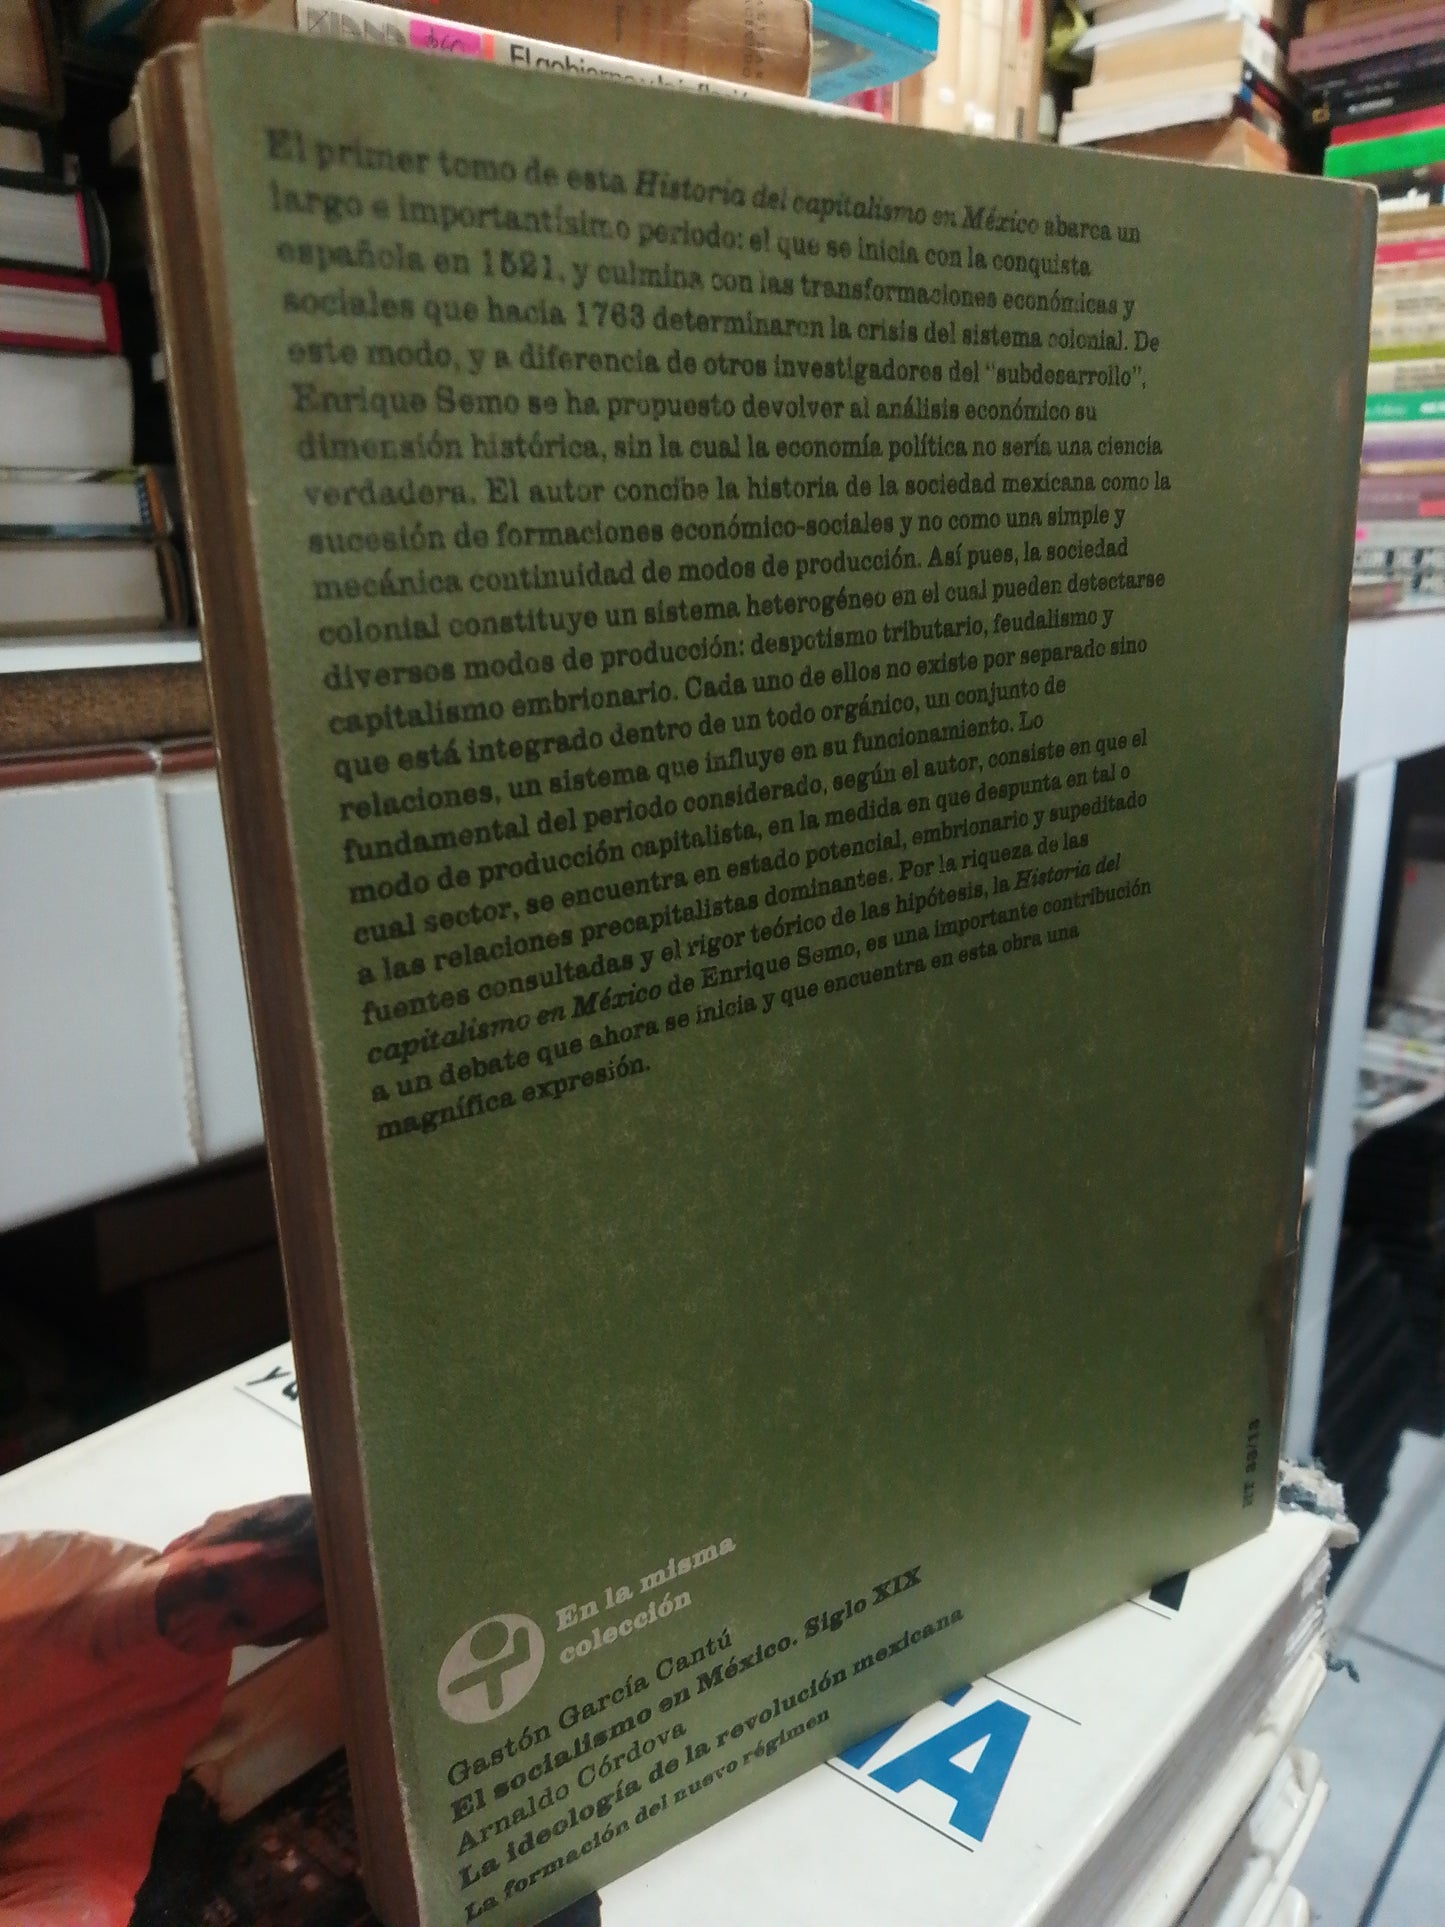 KIANA
El gobierno y la inflación
El primer tomo de esta Historia del capitalismo en México abarca un
largo e importantísimo periodo: el que se inicia con la conquista
española en 1521, y culmina con las transformaciones económicas y
sociales que hacia 1763 determinaron la crisis del sistema colonial. De
este modo, y a diferencia de otros investigadores del "subdesarrollo",
Enrique Semo se ha propuesto devolver al análisis económico su
dimensión histórica, sin la cual la economía política no sería una ciencia
verdadera. El autor concibe la historia de la sociedad mexicana como la
sucesión de formaciones económico-sociales y no como una simple y
mecánica continuidad de modos de producción. Así pues, la sociedad
colonial constituye un sistema heterogéneo en el cual pueden detectarse
diversos modos de producción: despotismo tributario, feudalismo y
capitalismo embrionario. Cada uno de ellos no existe por separado sino
que está integrado dentro de un todo orgánico, un conjunto de
relaciones, un sistema que influye en su funcionamiento. Lo
fundamental del periodo considerado, según el autor, consiste en que el
modo de producción capitalista, en la medida en que despunta en tal o
cual sector, se encuentra en estado potencial, embrionario y supeditado
a las relaciones precapitalistas dominantes. Por la riqueza de las
fuentes consultadas y el rigor teórico de las hipótesis, la Historia del
capitalismo en México de Enrique Semo, es una importante contribución
a un debate que ahora se inicia y que encuentra en esta obra una
magnífica expresión.
HT 33/13
En la misma
colección
Gastón García Cantú
El socialismo en México. Siglo XIX
Arnaldo Córdova
La ideología de la revolución mexicana
La formación del nuevo régimen